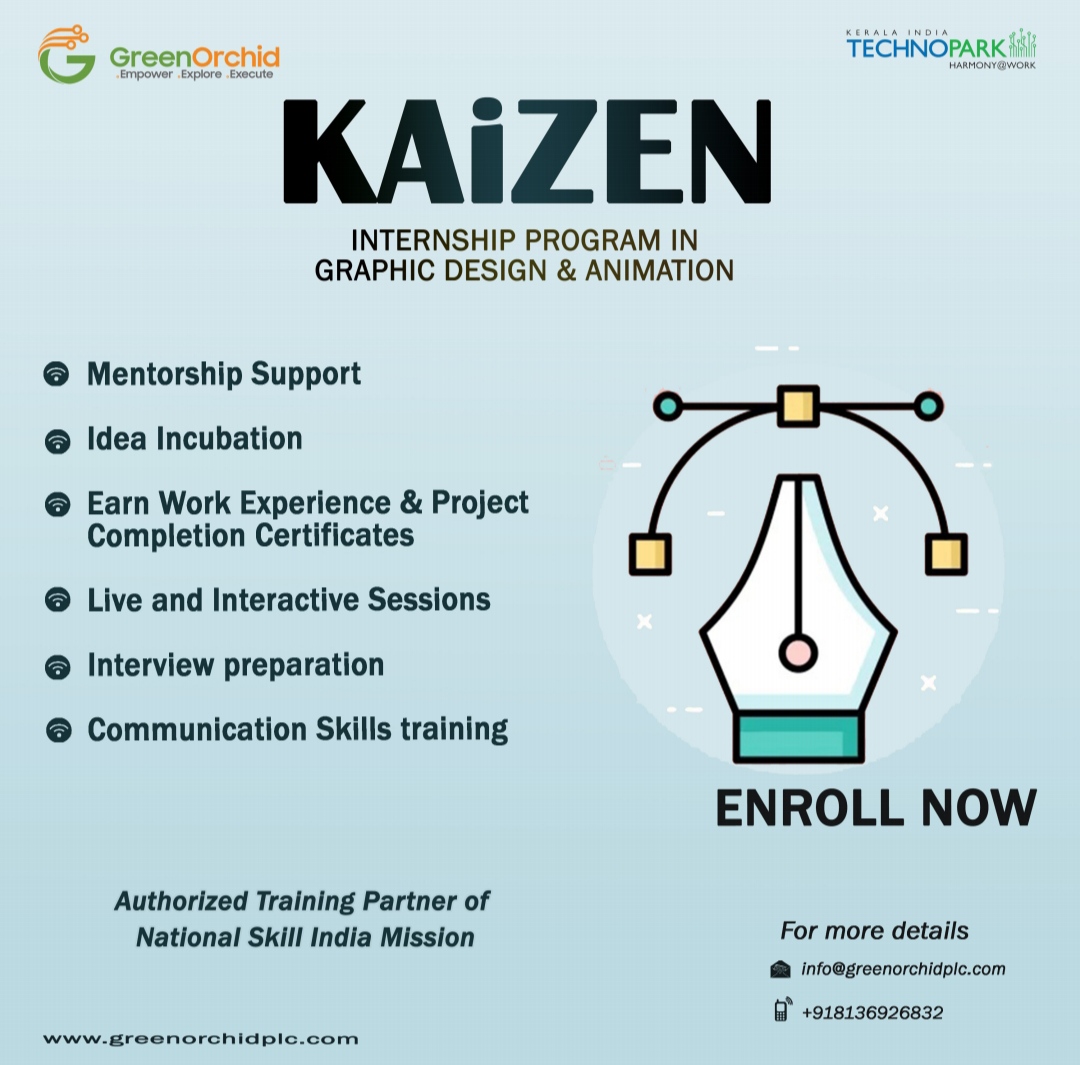 GreenOrchid
.Empower .Explore .Execute
KERALA INDIA
TECHNOPARK
HARMONY@WORK
KAiZEN
INTERNSHIP PROGRAM IN
GRAPHIC DESIGN & ANIMATION
Mentorship Support
Idea Incubation
Earn Work Experience & Project
Completion Certificates
Live and Interactive Sessions
Interview preparation
Communication Skills training
ENROLL NOW
Authorized Training Partner of
National Skill India Mission
For more details
info@greenorchidplc.com
+918136926832
www.greenorchidplc.com